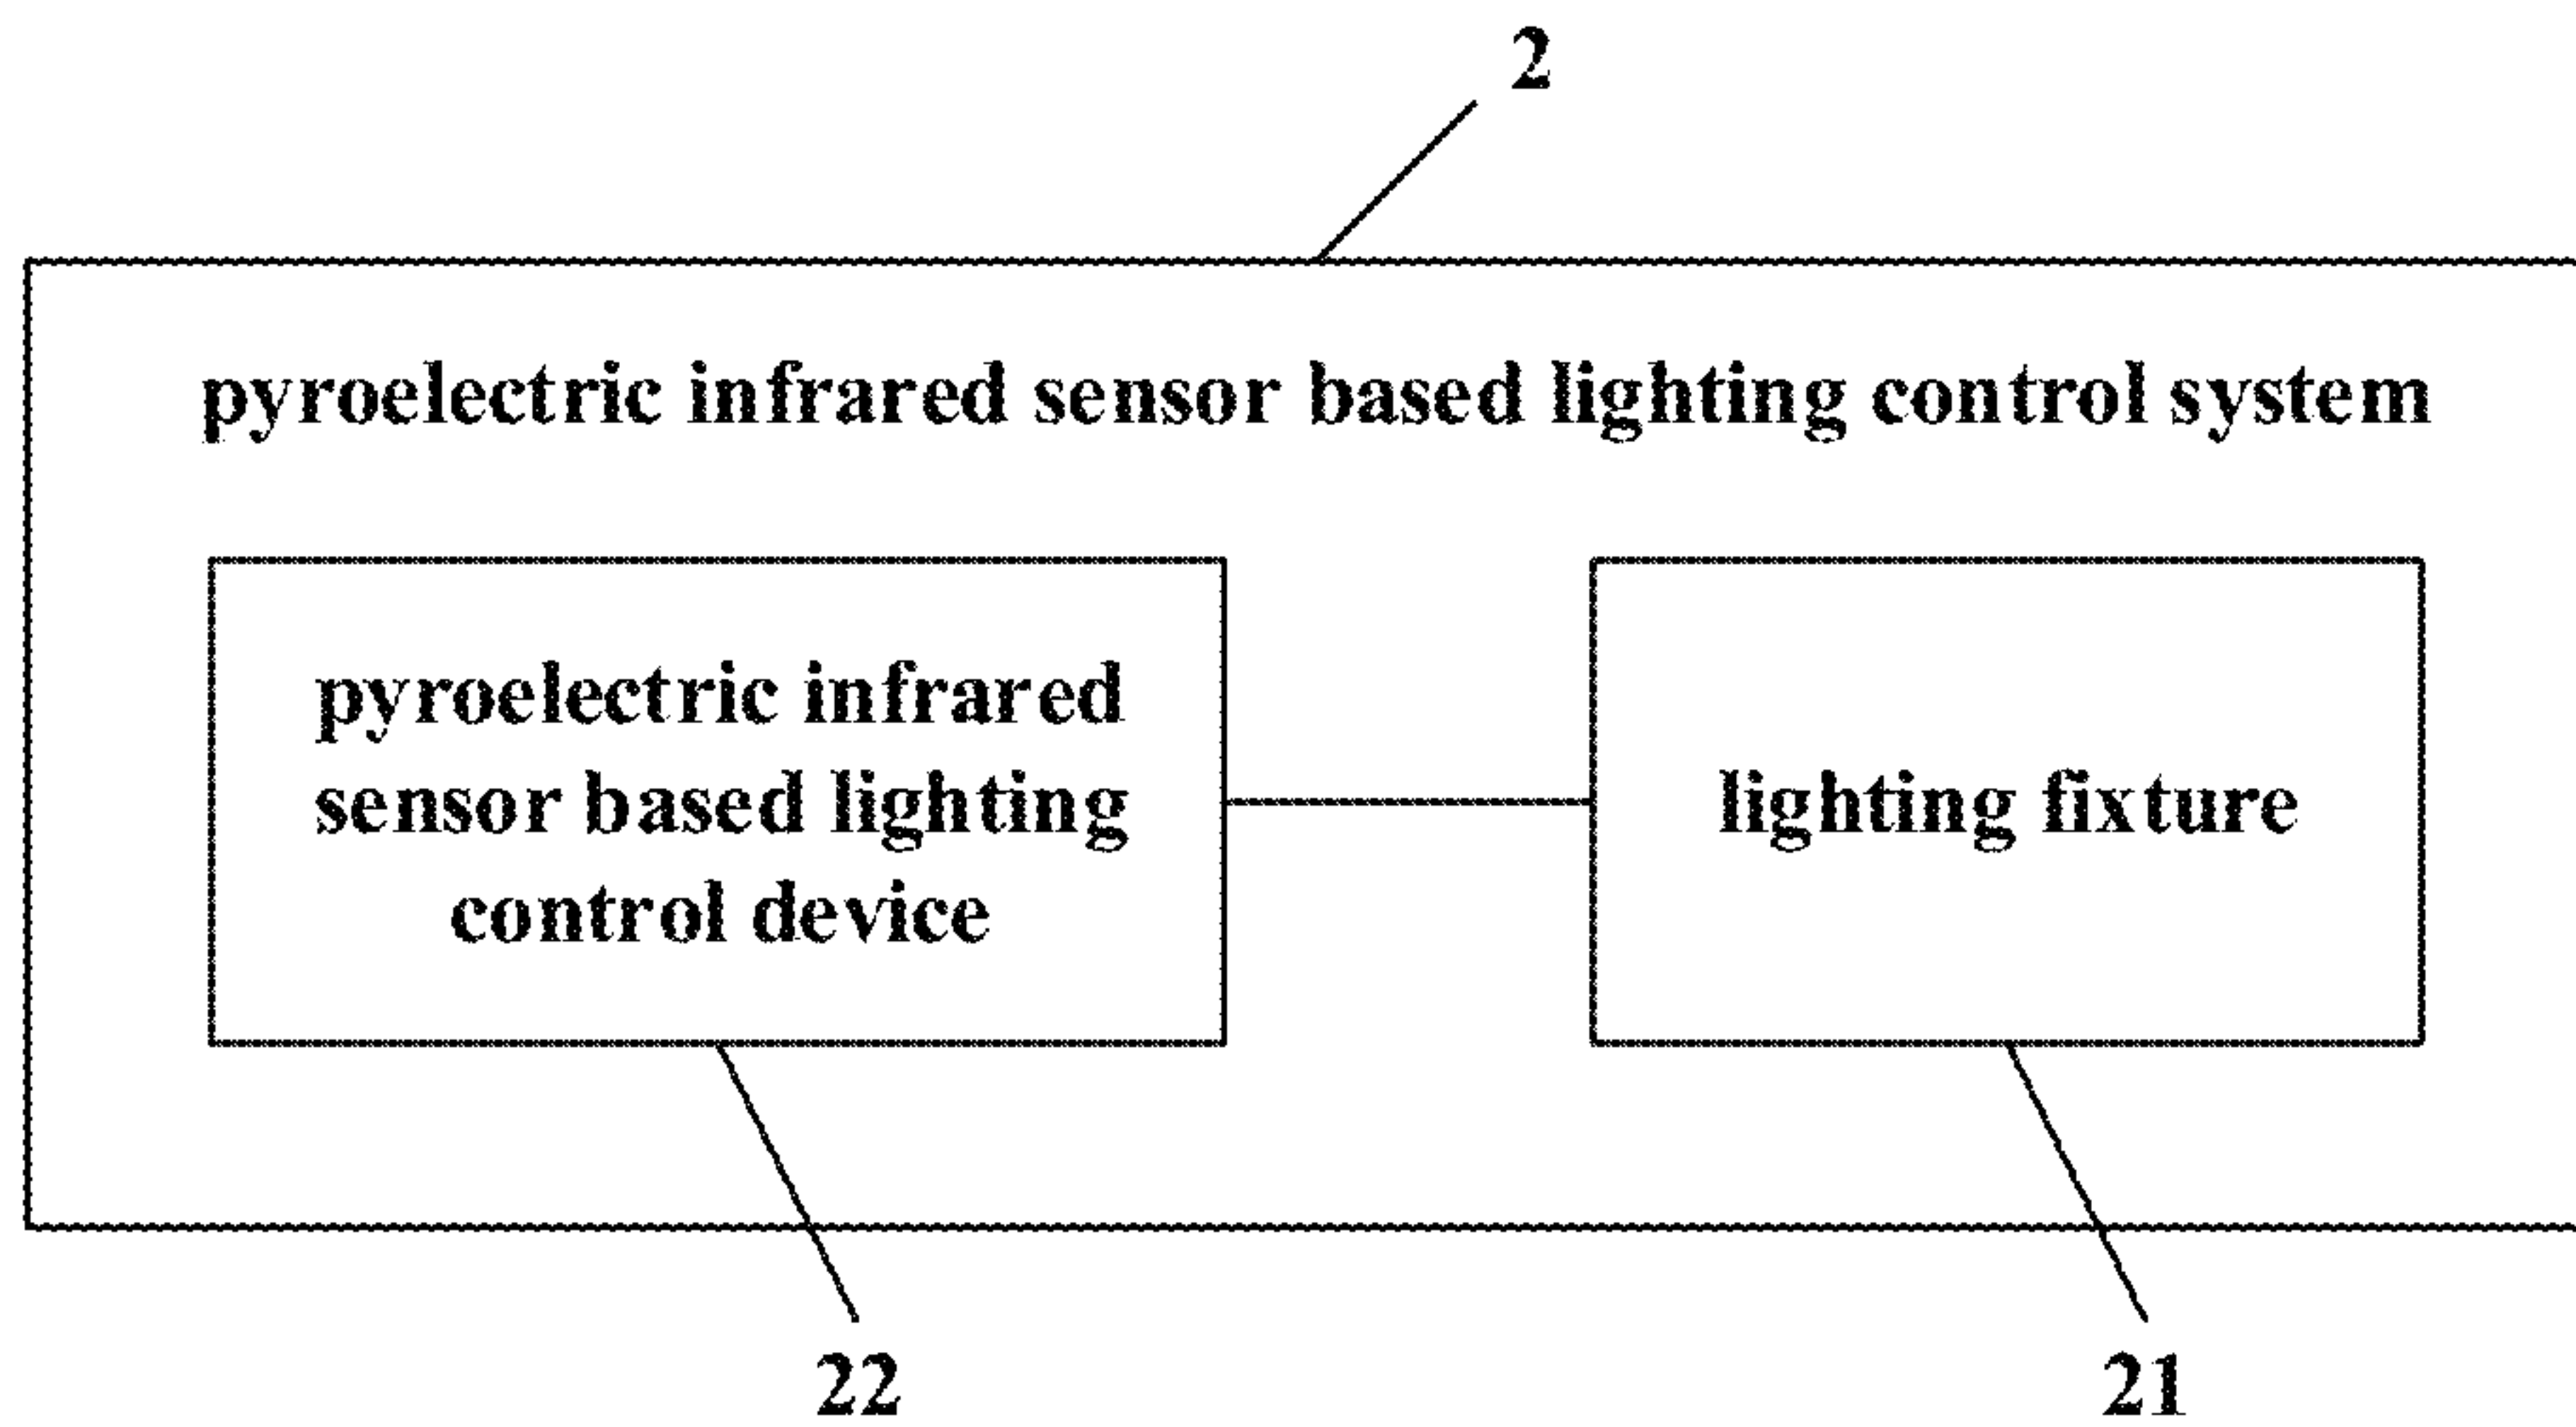 2
pyroelectric infrared sensor based lighting control system
pyroelectric infrared
sensor based lighting
control device
lighting fixture
22
21